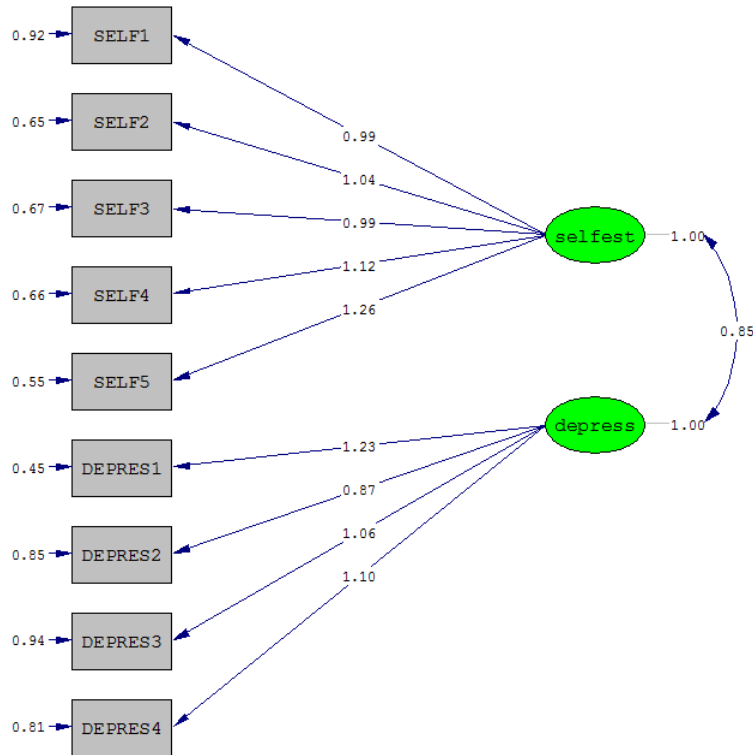 0.92 SELF1
0.99
0.65 SELF2
1.04
0.67 SELF3
0.99
selfest 1.00
1.12
0.66 SELF4
1.26
0.85
0.55 SELF5
depress 1.00
1.23
0.45 DEPRES1
0.87
1.06
0.85 DEPRES2
1.10
0.94 DEPRES3
0.81 DEPRES4